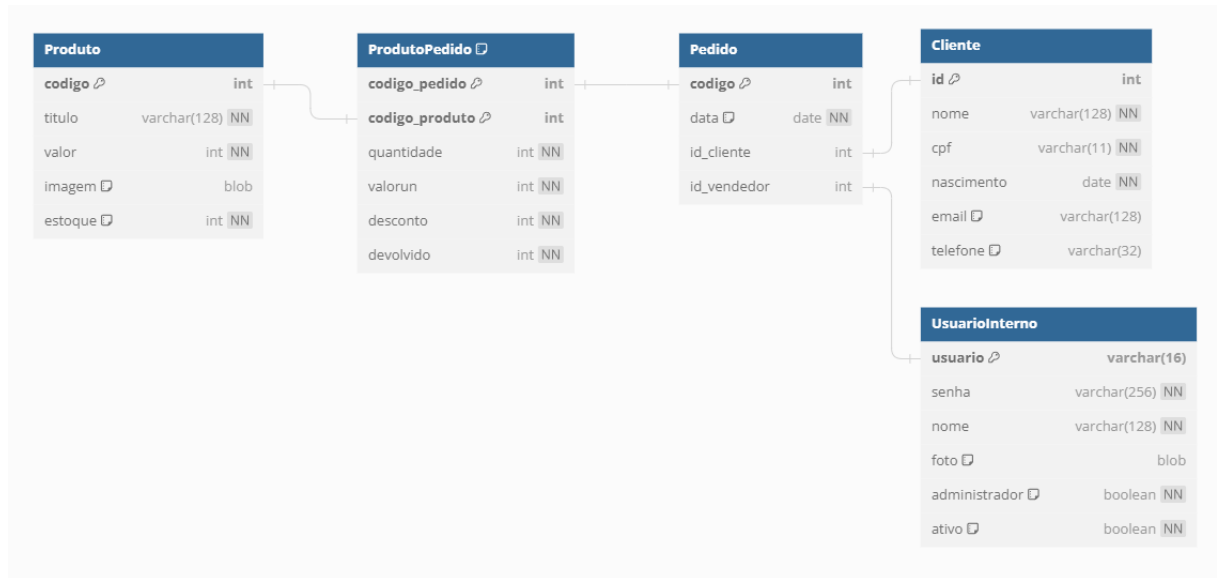 Produto
codigo int
titulo varchar(128) NN
valor int NN
imagem blob
estoque int NN
ProdutoPedido
codigo_pedido int
codigo_produto int
quantidade int NN
valorun int NN
desconto int NN
devolvido int NN
Pedido
codigo int
data date NN
id_cliente int
id_vendedor int
Cliente
id int
nome varchar(128) NN
cpf varchar(11) NN
nascimento date NN
email varchar(128)
telefone varchar(32)
UsuarioInterno
usuario varchar(16)
senha varchar(256) NN
nome varchar(128) NN
foto blob
administrador boolean NN
ativo boolean NN